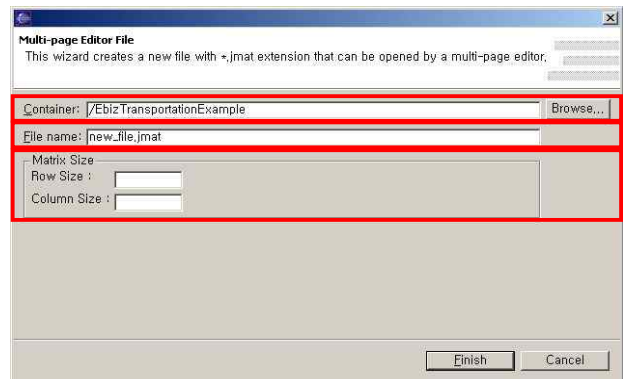 Multi-page Editor File
This wizard creates a new file with *,jmat extension that can be opened by a multi-page editor,
Container: /EbizTransportationExample Browse,,,
File name: new_file,jmat
Matrix Size
Row Size :
Column Size :
Finish Cancel